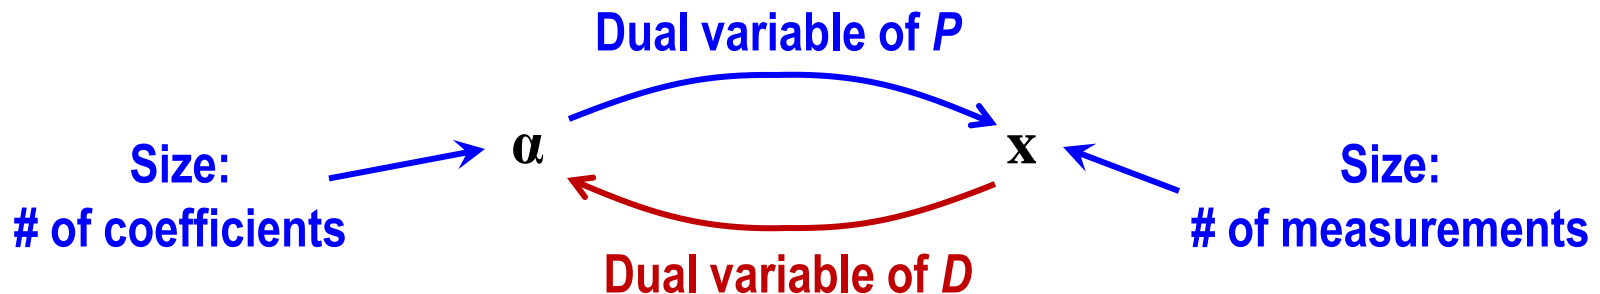 Dual variable of P
α
x
Size:
# of coefficients
Size:
# of measurements
Dual variable of D